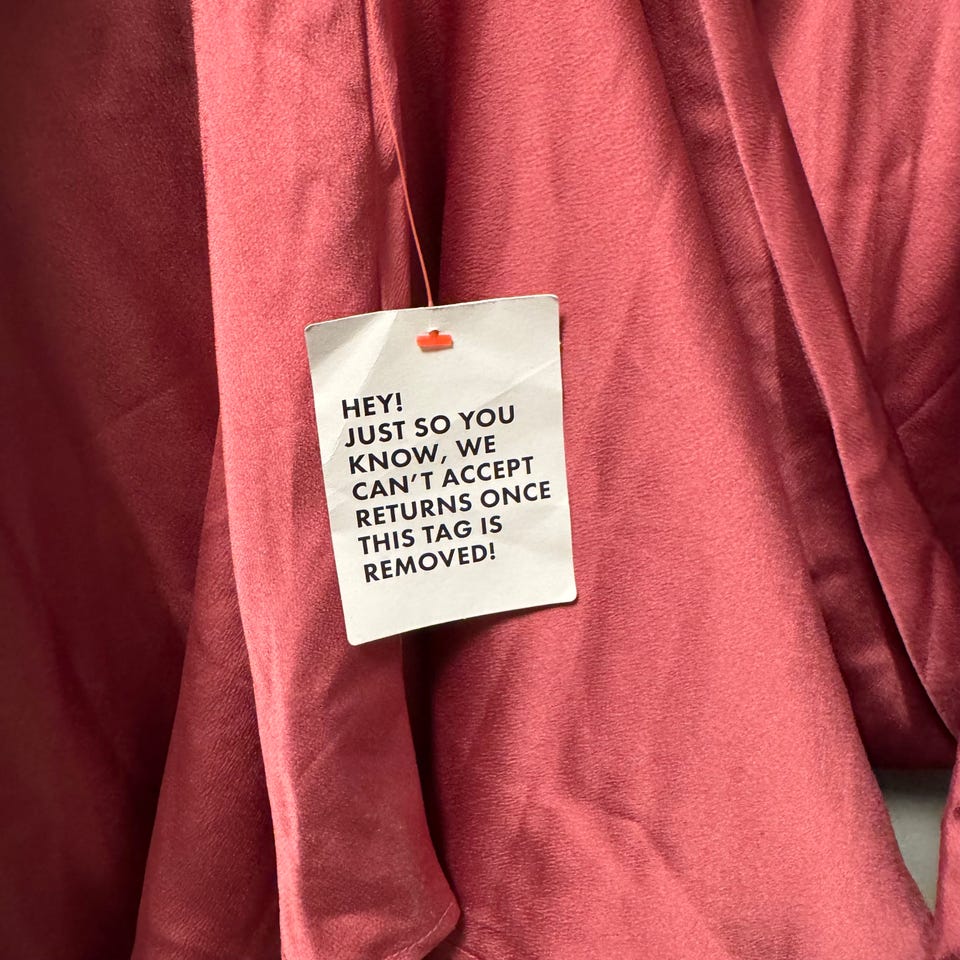 HEY!
JUST SO YOU
KNOW, WE
CAN'T ACCEPT
RETURNS ONCE
THIS TAG IS
REMOVED!